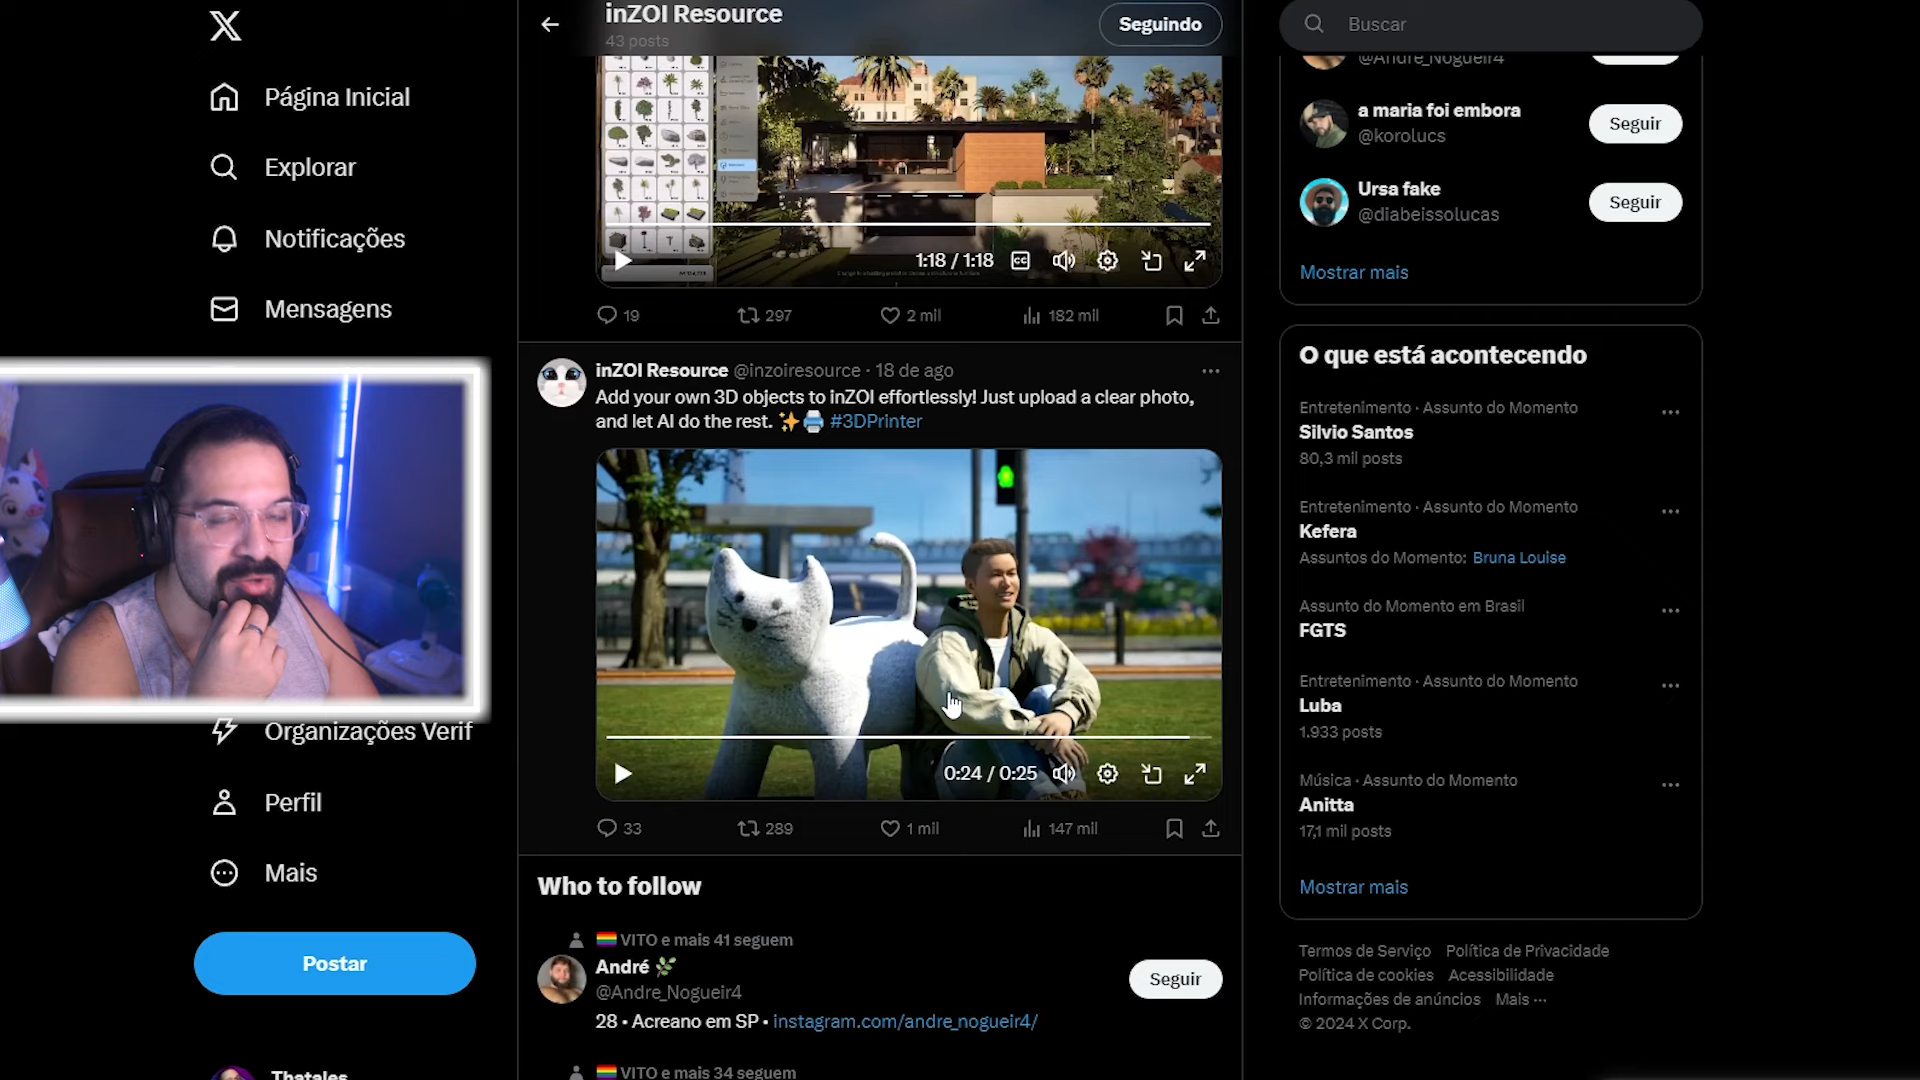 Página Inicial
Explorar
Notificações
Mensagens
Organizações Verif
Perfil
Mais
Postar
Thatales
inZOI Resource
43 posts
Seguindo
1:18 / 1:18
CC
19
297
2 mil
182 mil
inZOI Resource @inzoiresource · 18 de ago
Add your own 3D objects to inZOI effortlessly! Just upload a clear photo,
and let AI do the rest. ✨🖨️ #3DPrinter
0:24 / 0:25
33
289
1 mil
147 mil
Who to follow
🏳️‍🌈 VITO e mais 41 seguem
André 🌿
@Andre_Nogueir4
Seguir
28 • Acreano em SP • instagram.com/andre_nogueir4/
🏳️‍🌈 VITO e mais 34 seguem
Buscar
@Andre_Nogueir4
a maria foi embora
@korolucs
Seguir
Ursa fake
@diabeissolucas
Seguir
Mostrar mais
O que está acontecendo
Entretenimento · Assunto do Momento
Silvio Santos
80,3 mil posts
Entretenimento · Assunto do Momento
Kefera
Assuntos do Momento: Bruna Louise
Assunto do Momento em Brasil
FGTS
Entretenimento · Assunto do Momento
Luba
1.933 posts
Música · Assunto do Momento
Anitta
17,1 mil posts
Mostrar mais
Termos de Serviço Política de Privacidade
Política de cookies Acessibilidade
Informações de anúncios Mais ···
© 2024 X Corp.